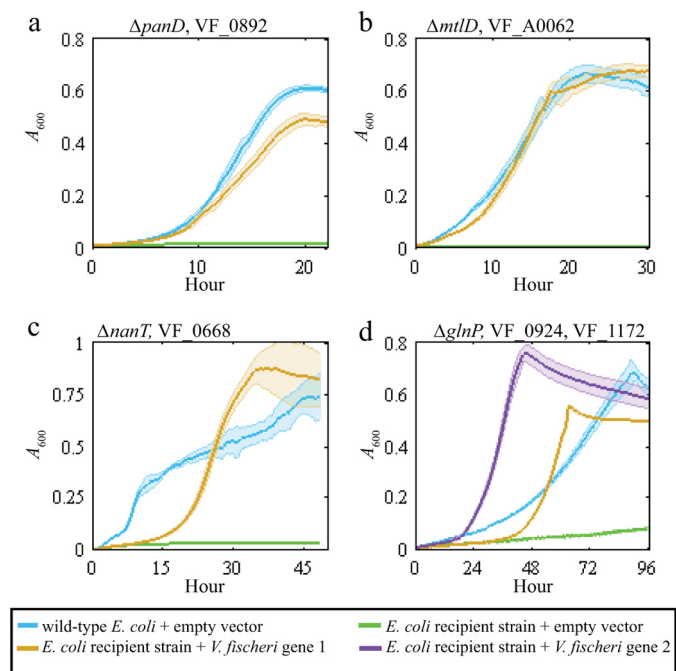 a
ΔpanD, VF_0892
0.8
0.6
0.4
0.2
0
A600
0 10 20
Hour
b
ΔmtlD, VF_A0062
0.8
0.6
0.4
0.2
0
A600
0 10 20 30
Hour
c
ΔnanT, VF_0668
1
0.75
0.5
0.25
0
A600
0 15 30 45
Hour
d
ΔglnP, VF_0924, VF_1172
0.8
0.6
0.4
0.2
0
A600
0 24 48 72 96
Hour
wild-type E. coli + empty vector
E. coli recipient strain + empty vector
E. coli recipient strain + V. fischeri gene 1
E. coli recipient strain + V. fischeri gene 2